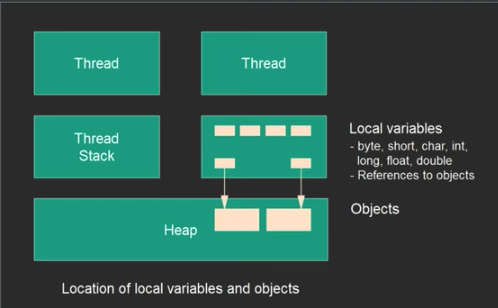 Thread
Thread
Thread
Stack
Local variables
- byte, short, char, int,
long, float, double
- References to objects
Objects
Heap
Location of local variables and objects